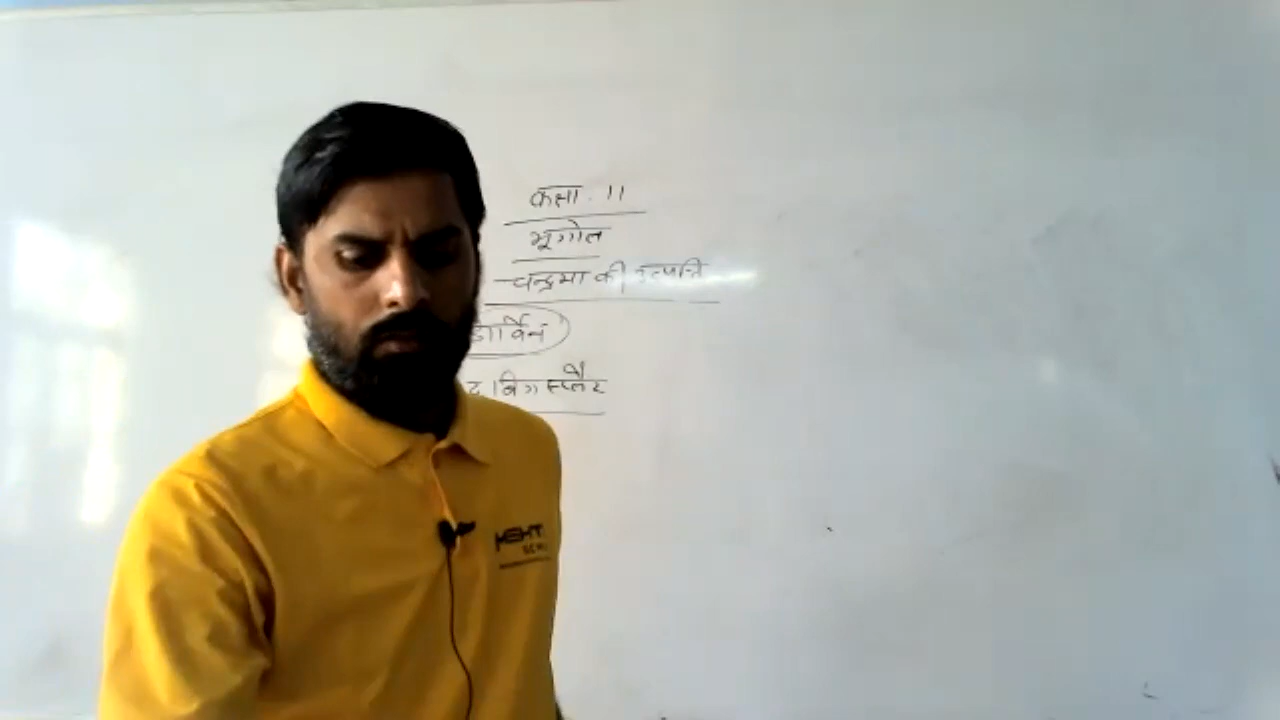 कक्षा. 11
भूगोल
चन्द्रमा की उत्पत्ति
डार्विन
द बिग स्प्लैट